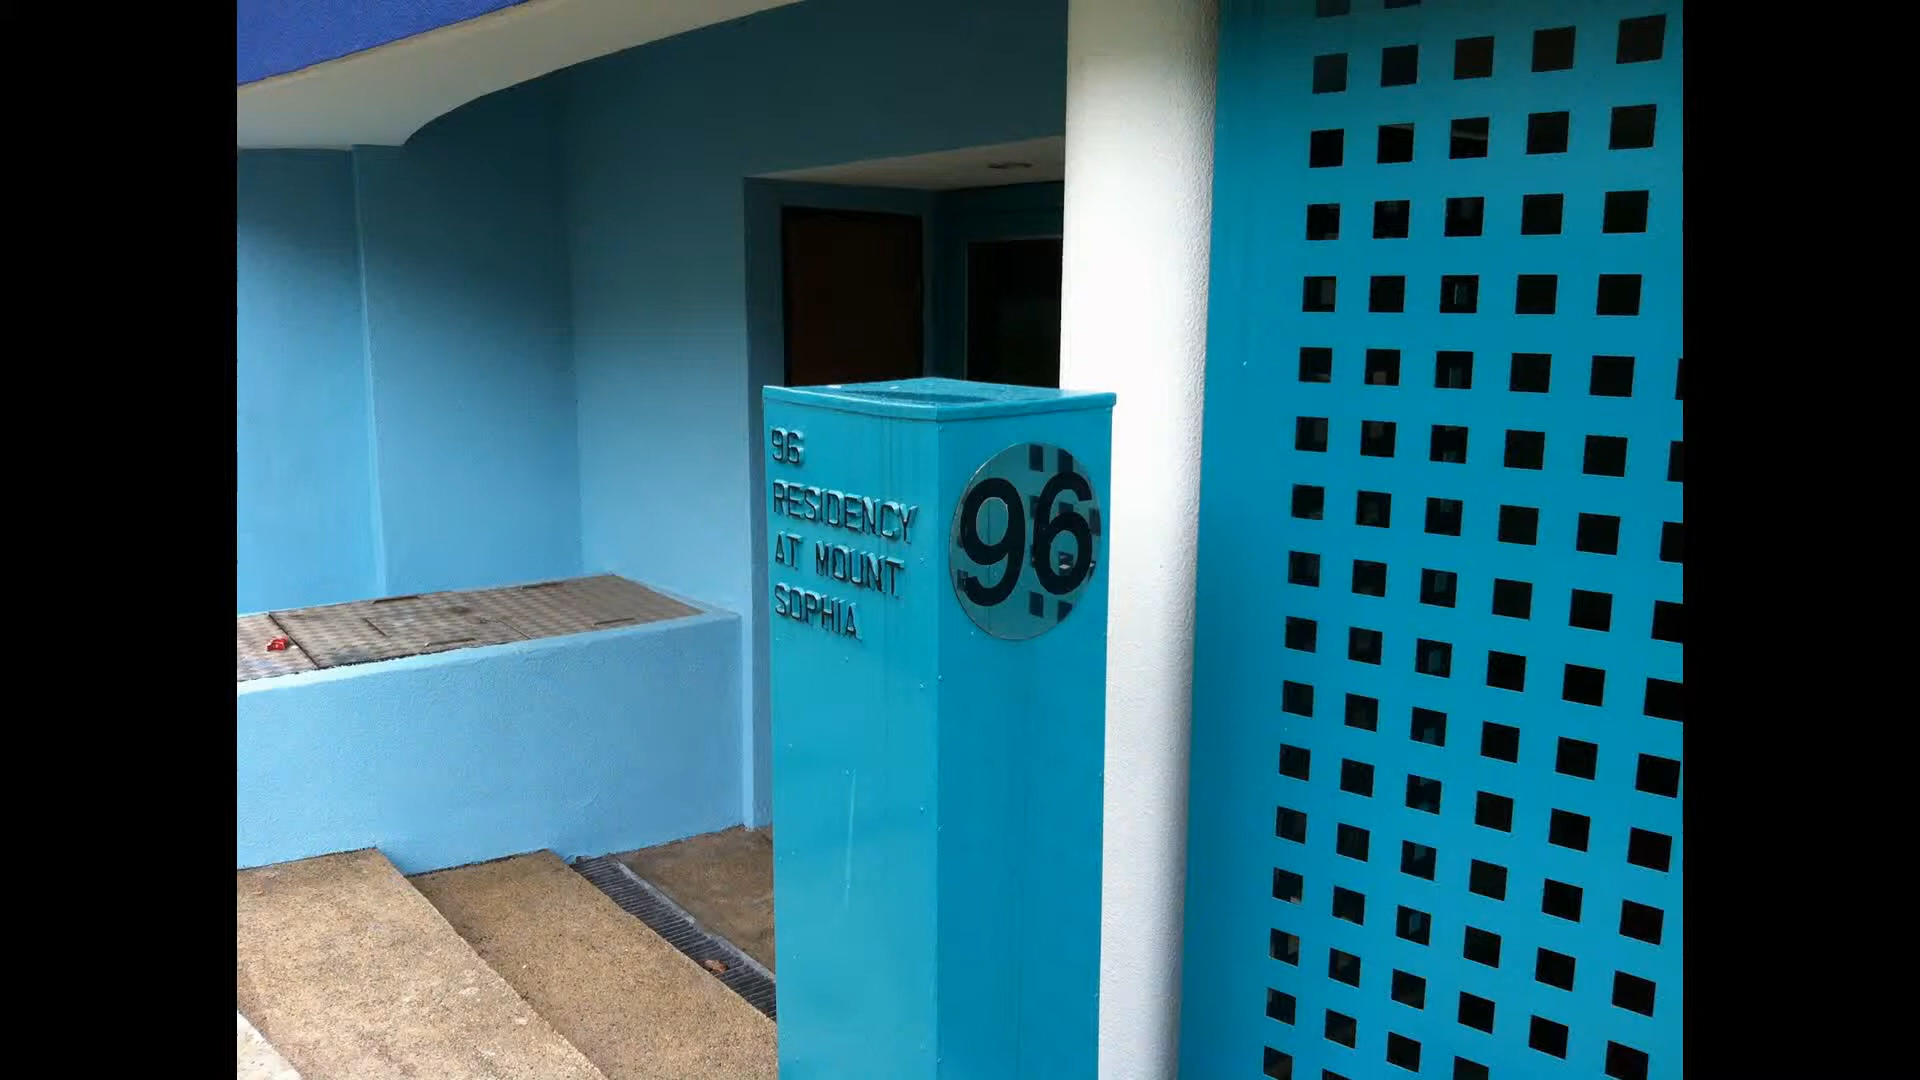 96
RESIDENCY
AT MOUNT
SOPHIA
96